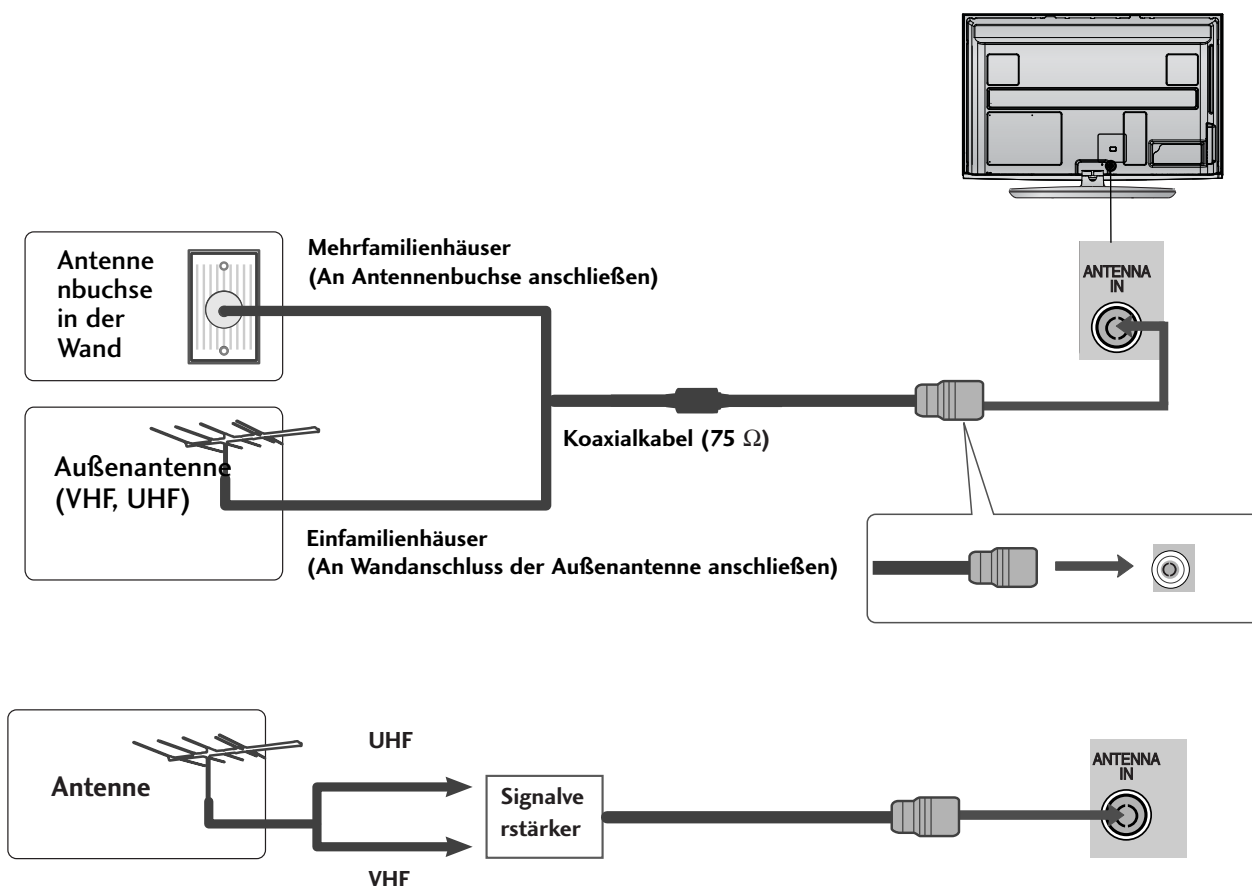 Antenne
nbuchse
in der
Wand
Mehrfamilienhäuser
(An Antennenbuchse anschließen)
ANTENNA
IN
Außenantenne
(VHF, UHF)
Koaxialkabel (75 Ω)
Einfamilienhäuser
(An Wandanschluss der Außenantenne anschließen)
Antenne
UHF
VHF
Signalve
rstärker
ANTENNA
IN